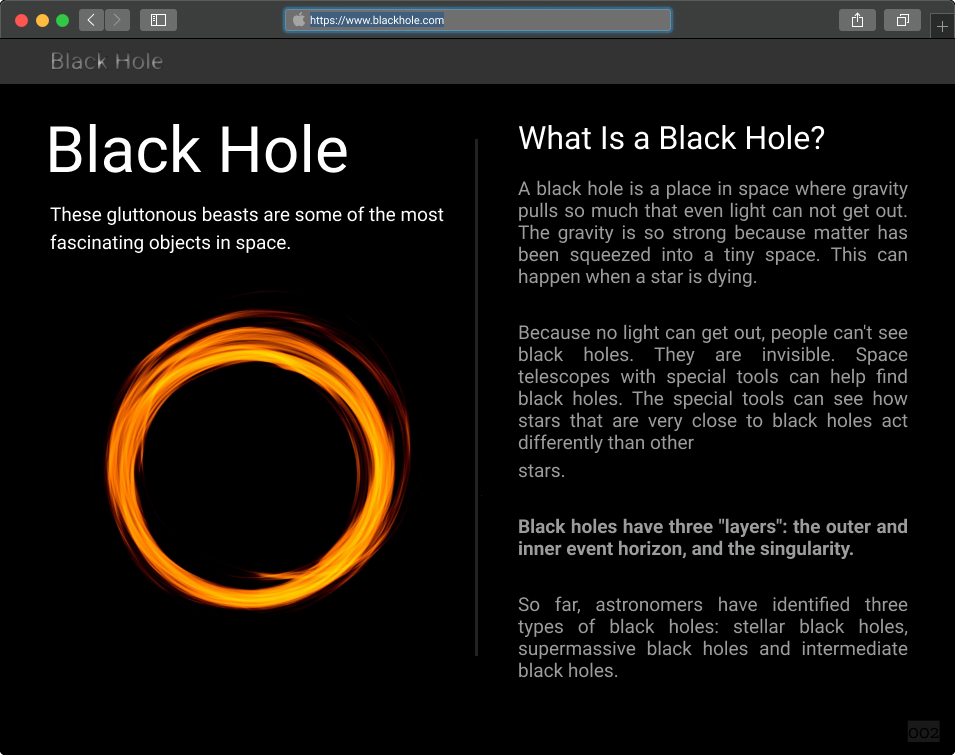 https://www.blackhole.com
Black Hole
Black Hole
These gluttonous beasts are some of the most
fascinating objects in space.
What Is a Black Hole?
A black hole is a place in space where gravity
pulls so much that even light can not get out.
The gravity is so strong because matter has
been squeezed into a tiny space. This can
happen when a star is dying.
Because no light can get out, people can't see
black holes. They are invisible. Space
telescopes with special tools can help find
black holes. The special tools can see how
stars that are very close to black holes act
differently than other
stars.
Black holes have three "layers": the outer and
inner event horizon, and the singularity.
So far, astronomers have identified three
types of black holes: stellar black holes,
supermassive black holes and intermediate
black holes.
002